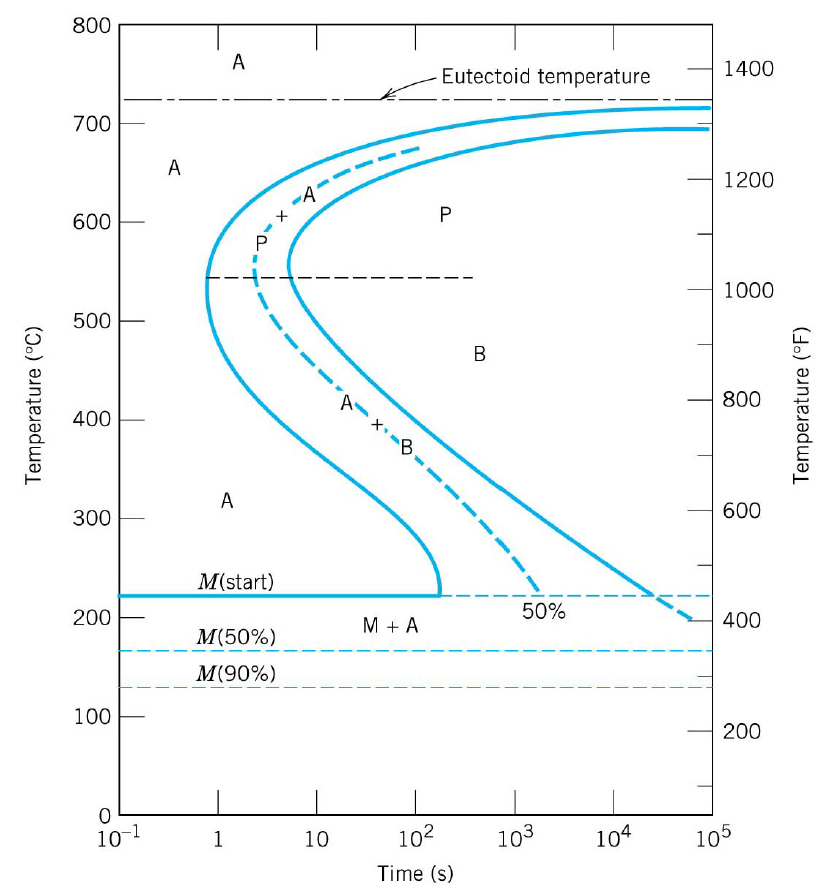 800
A
Eutectoid temperature
1400
700
A
A
1200
600
+
P
P
1000
500
B
A
800
400
+
B
A
600
300
M(start)
200
50%
M + A
400
M(50%)
M(90%)
100
200
0
10⁻¹
1
10
10²
10³
10⁴
10⁵
Time (s)
Temperature (°C)
Temperature (°F)